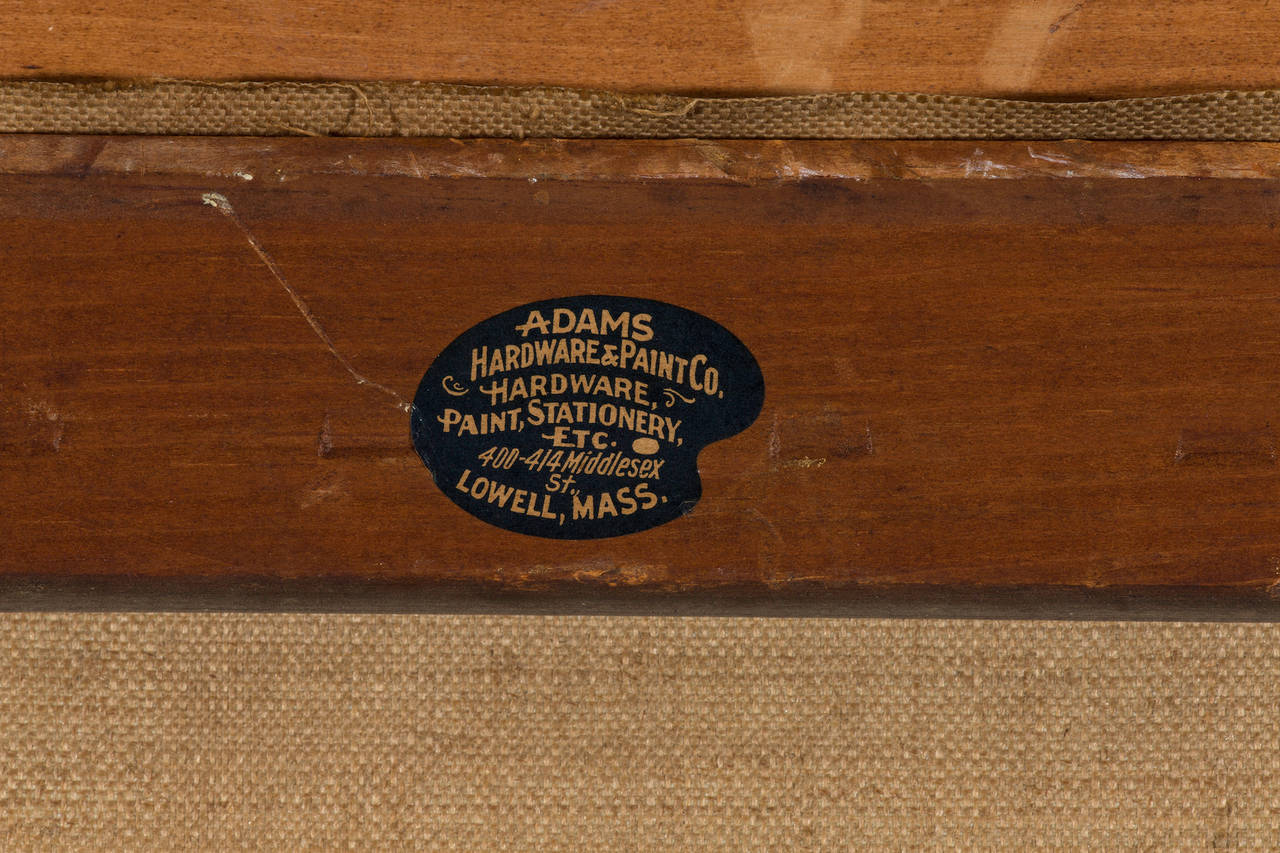 ADAMS
HARDWARE & PAINT CO.
HARDWARE,
PAINT, STATIONERY,
ETC.
400-414 Middlesex
St.,
LOWELL, MASS.